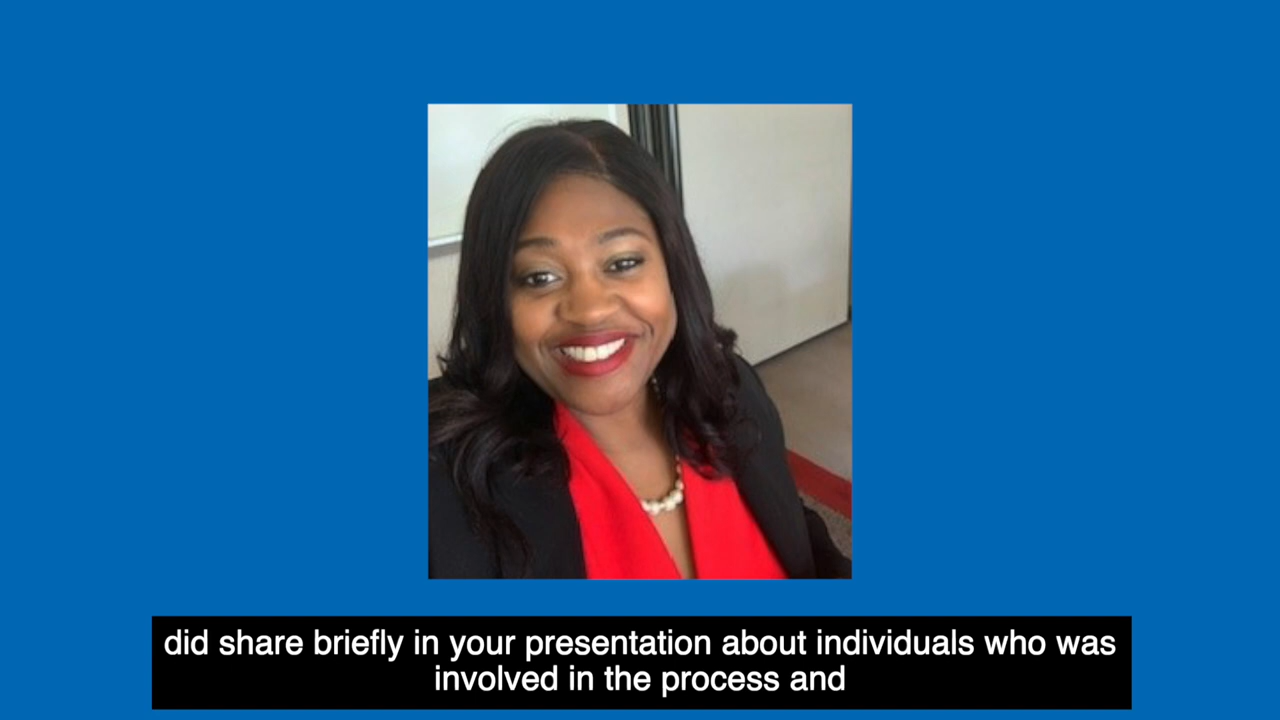 did share briefly in your presentation about individuals who was
involved in the process and